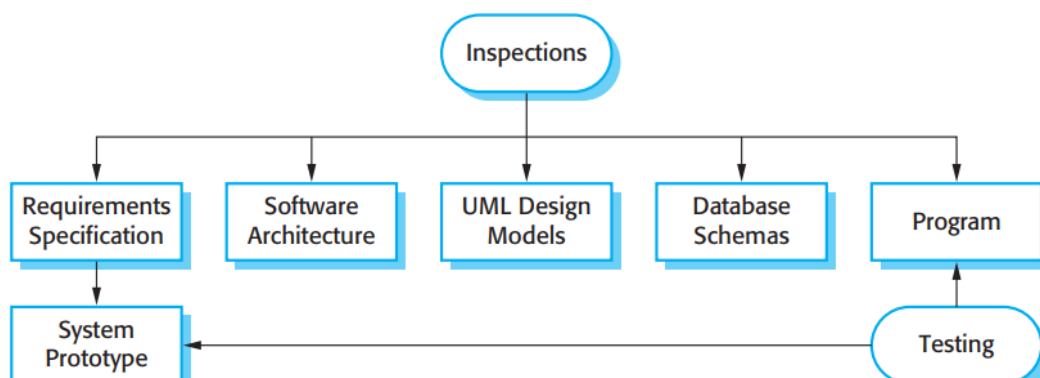 Inspections
Requirements
Specification
Software
Architecture
UML Design
Models
Database
Schemas
Program
System
Prototype
Testing